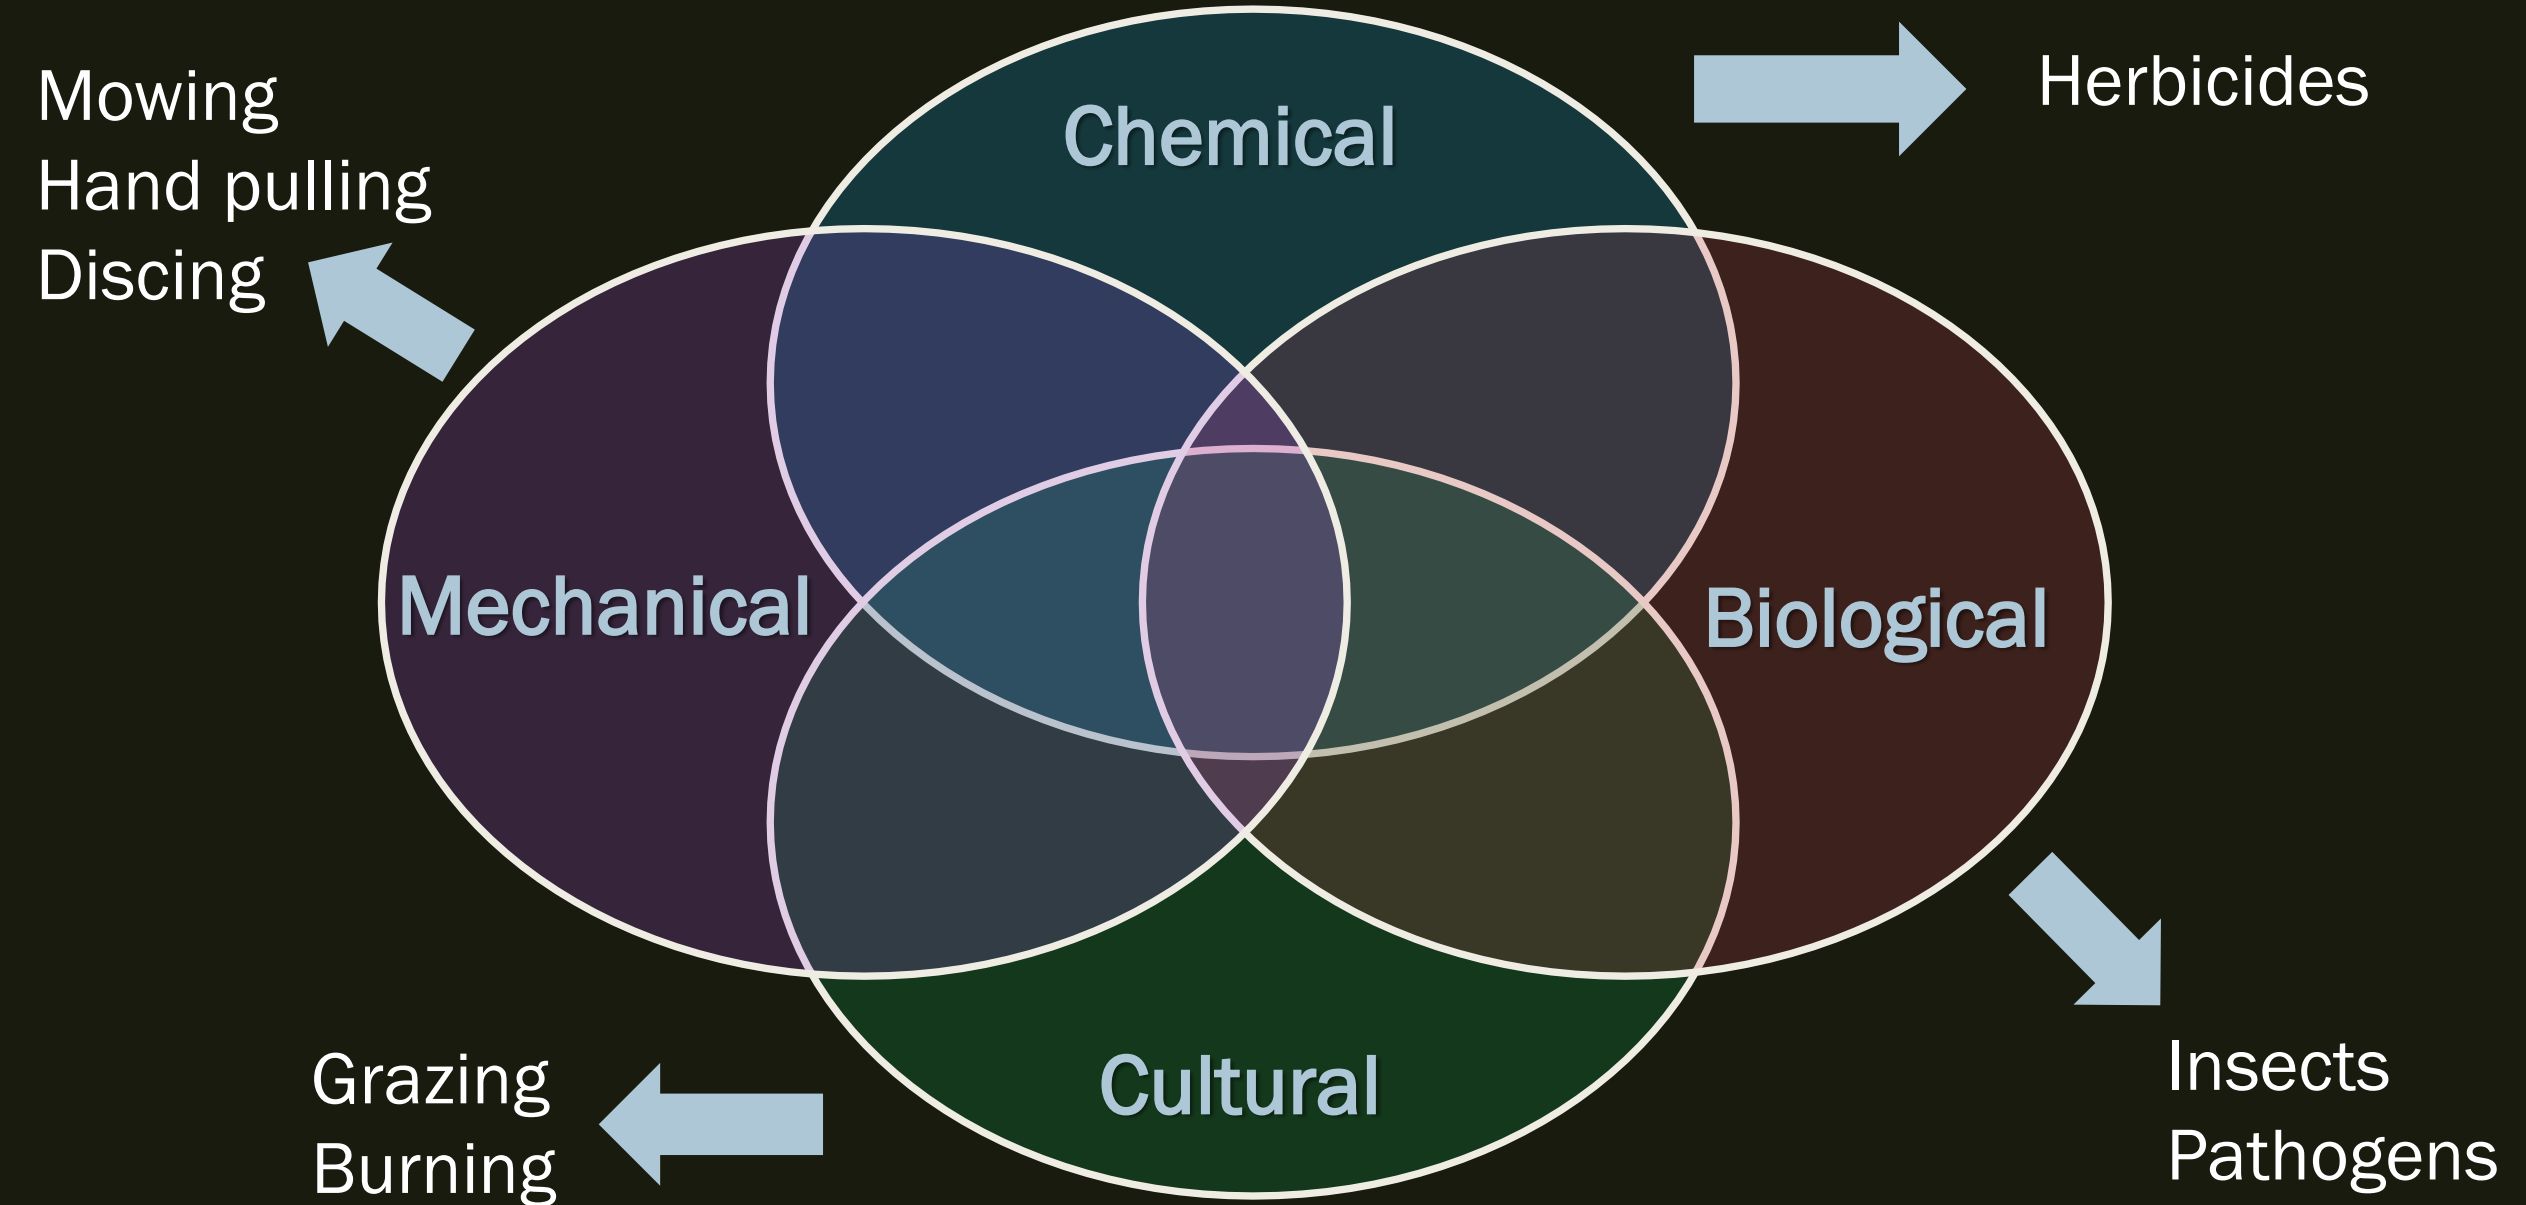 Mowing
Hand pulling
Discing
Chemical
Herbicides
Mechanical
Biological
Grazing
Burning
Cultural
Insects
Pathogens